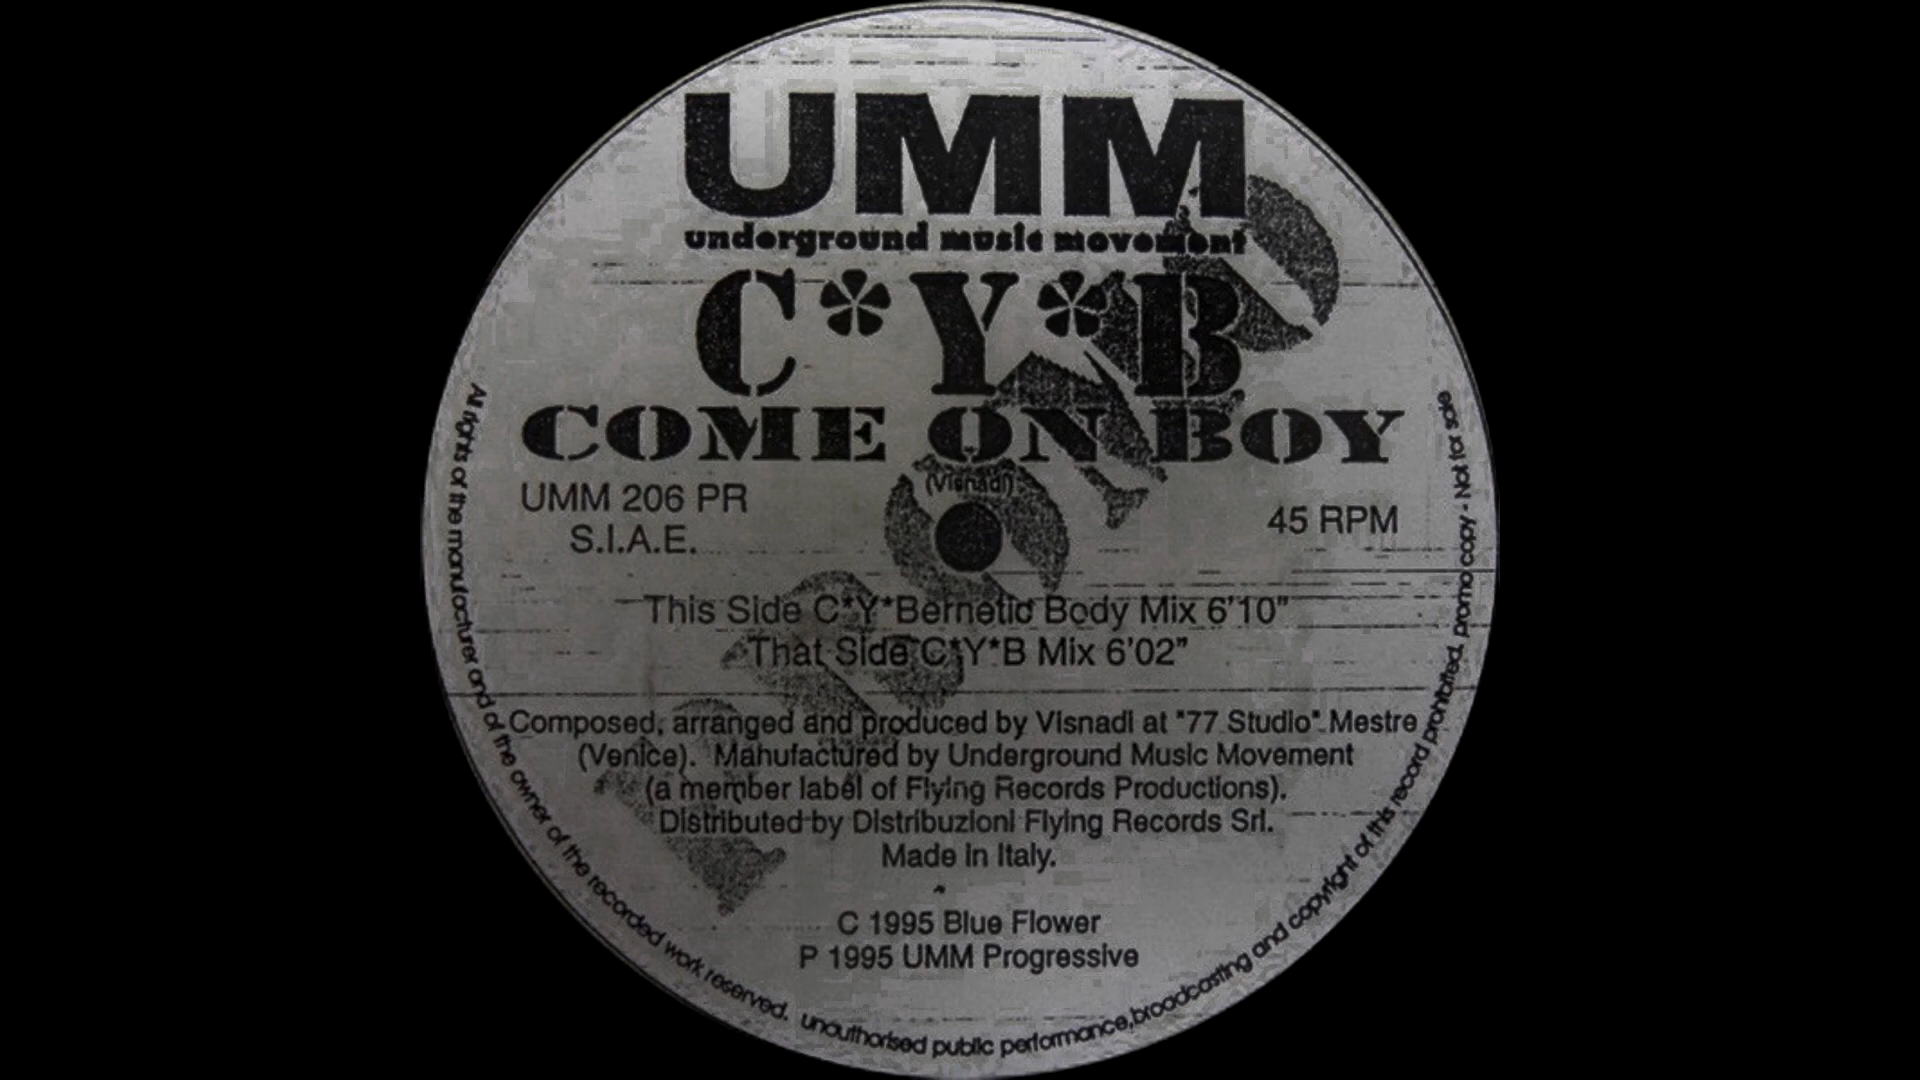 UMM
underground music movement
C*Y*B
COME ON BOY
(Visnadi)
UMM 206 PR
S.I.A.E.
45 RPM
This Side C*Y*Bernetic Body Mix 6'10"
That Side C*Y*B Mix 6'02"
Composed, arranged and produced by Visnadi at "77 Studio" Mestre
(Venice). Manufactured by Underground Music Movement
(a member label of Flying Records Productions).
Distributed by Distribuzioni Flying Records Srl.
Made in Italy.
C 1995 Blue Flower
P 1995 UMM Progressive
All rights of the manufacturer and of the owner of the recorded work reserved. unauthorised public performance,broadcasting and copyright of this record prohibited. promo copy - Not for sale
PROMO